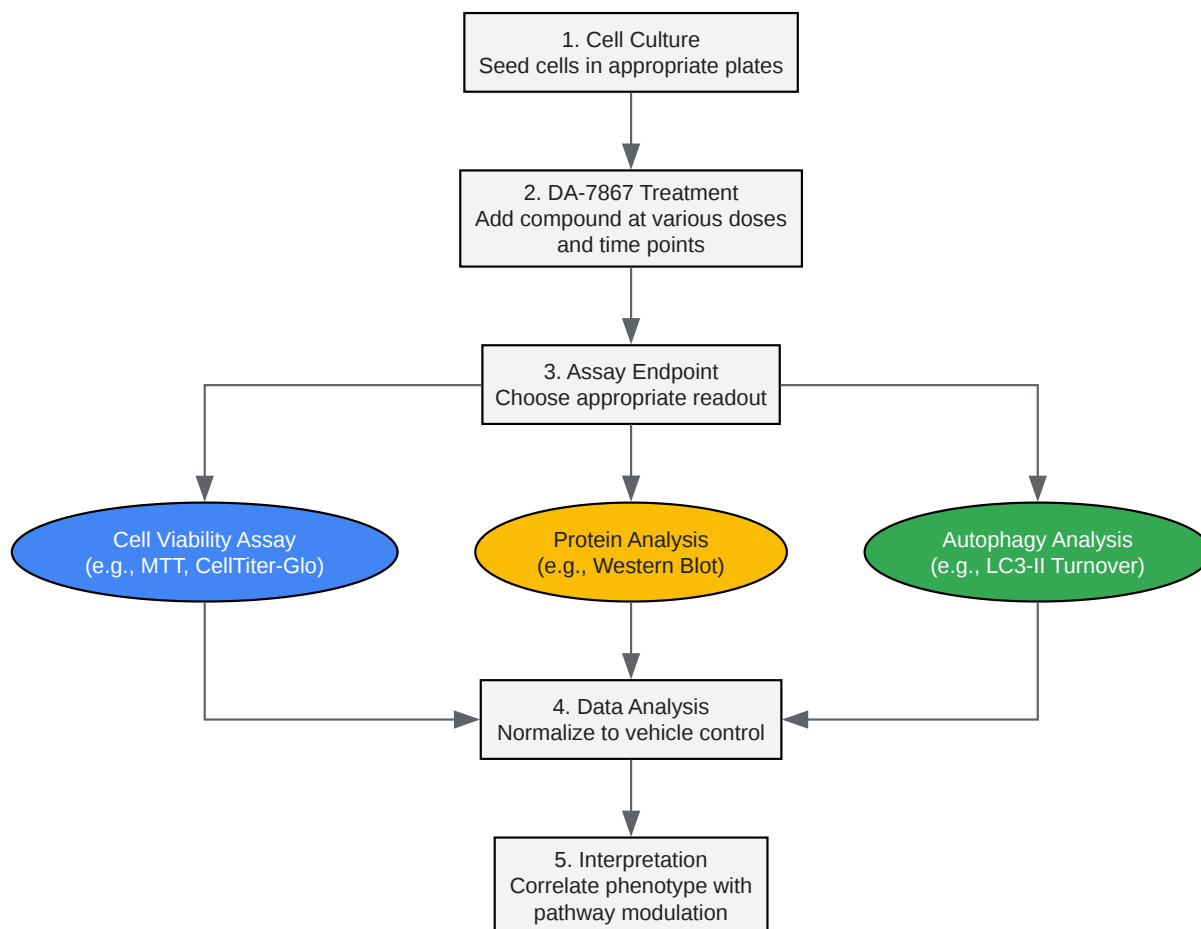 1. Cell Culture
Seed cells in appropriate plates
2. DA-7867 Treatment
Add compound at various doses
and time points
3. Assay Endpoint
Choose appropriate readout
Cell Viability Assay
(e.g., MTT, CellTiter-Glo)
Protein Analysis
(e.g., Western Blot)
Autophagy Analysis
(e.g., LC3-II Turnover)
4. Data Analysis
Normalize to vehicle control
5. Interpretation
Correlate phenotype with
pathway modulation